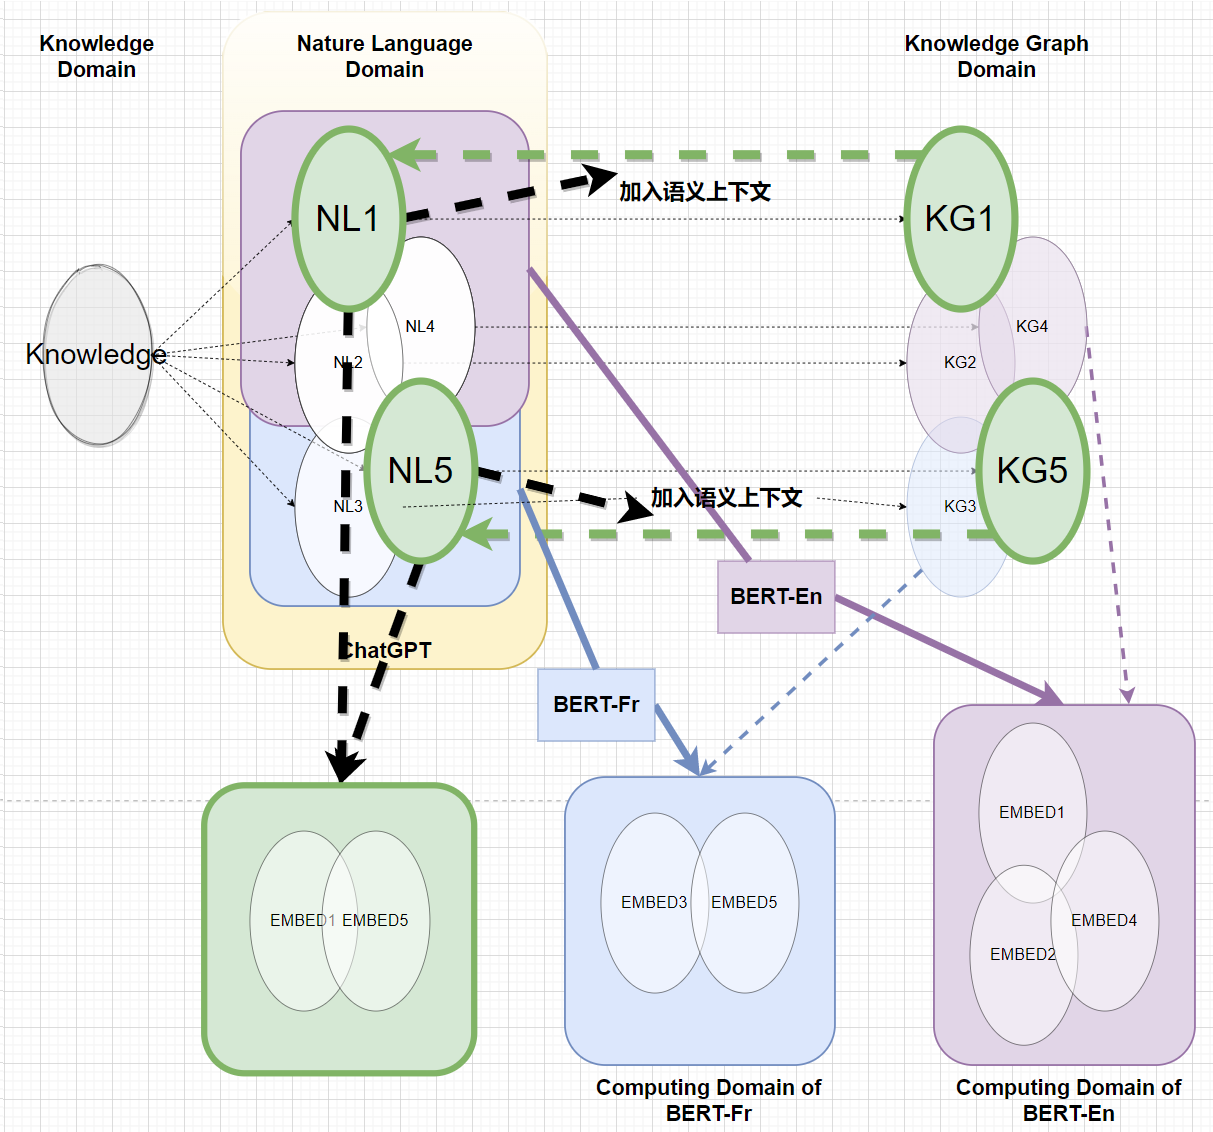 Knowledge
Domain
Nature Language
Domain
Knowledge Graph
Domain
NL1
加入语义上下文
KG1
NL4
KG4
Knowledge
NL2
KG2
NL5
KG5
加入语义上下文
NL3
KG3
BERT-En
ChatGPT
BERT-Fr
EMBED1
EMBED3
EMBED5
EMBED1
EMBED5
EMBED4
EMBED2
Computing Domain of
BERT-Fr
Computing Domain of
BERT-En